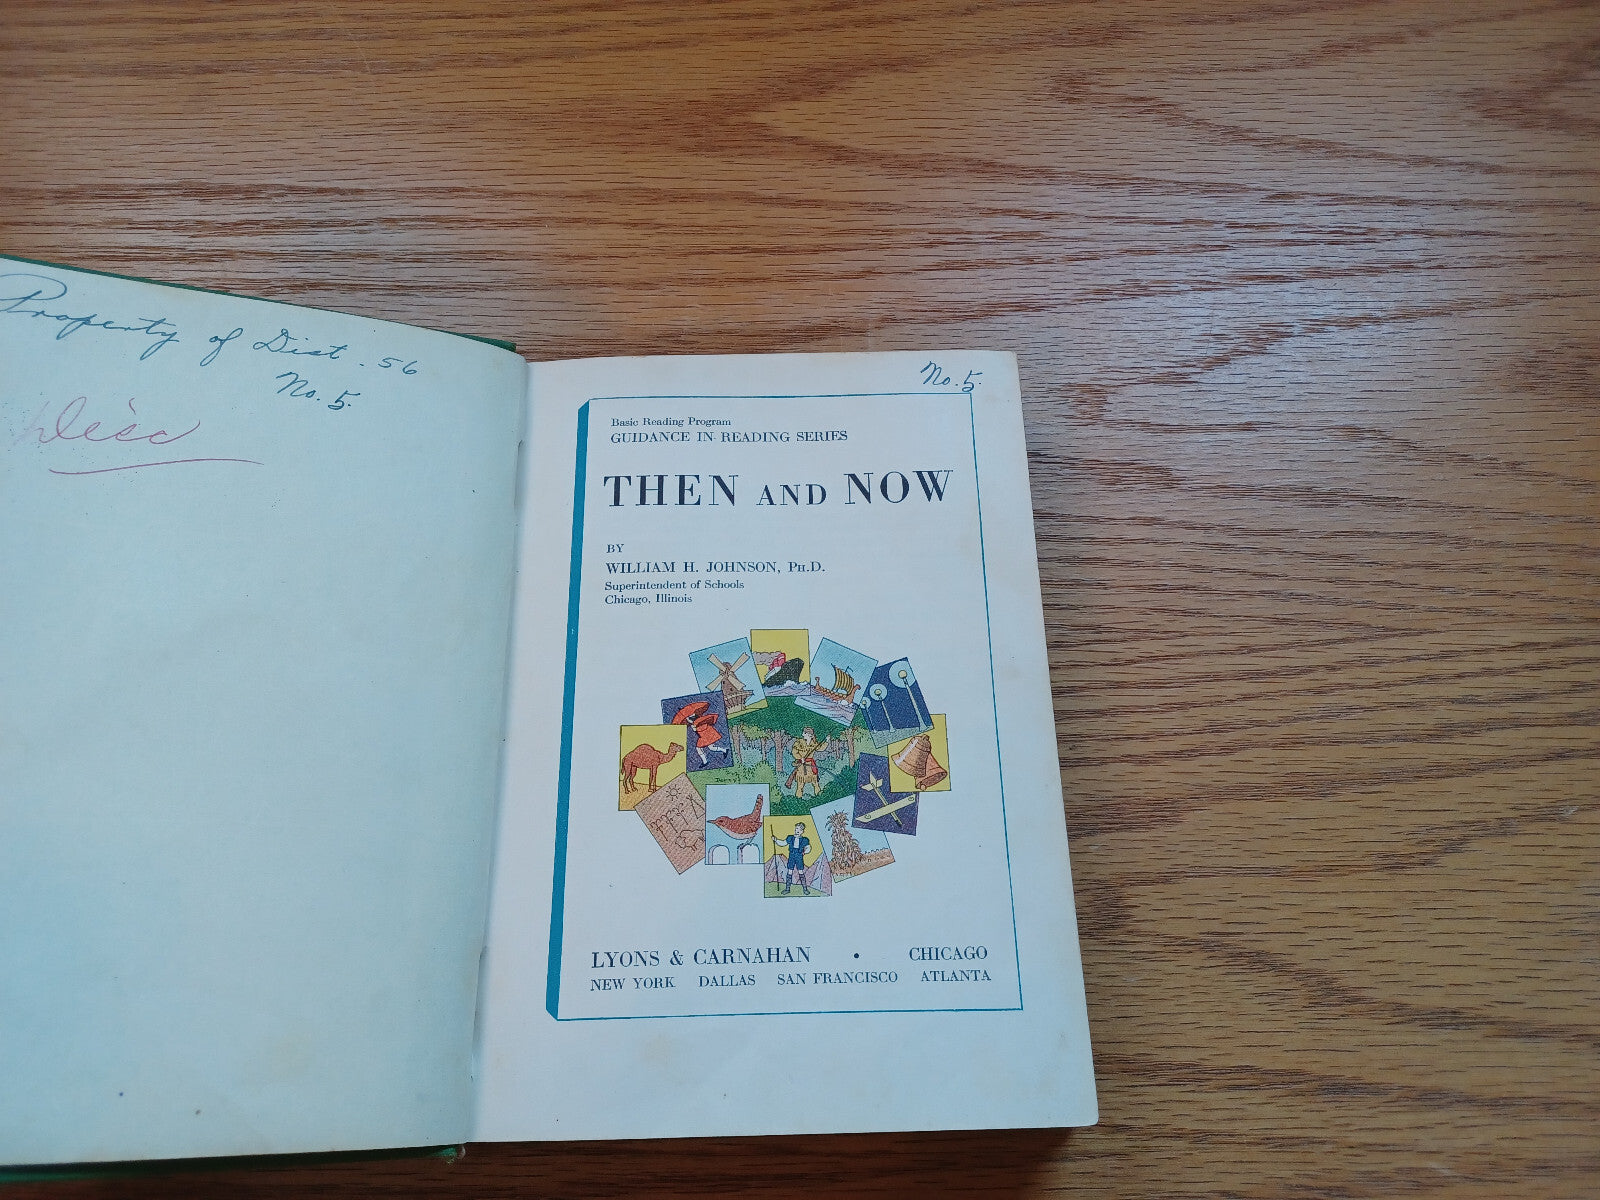 Property of Dist. 56
No. 5.
No. 5.
Basic Reading Program
GUIDANCE IN READING SERIES
THEN AND NOW
BY
WILLIAM H. JOHNSON, PH.D.
Superintendent of Schools
Chicago, Illinois
LYONS & CARNAHAN • CHICAGO
NEW YORK DALLAS SAN FRANCISCO ATLANTA